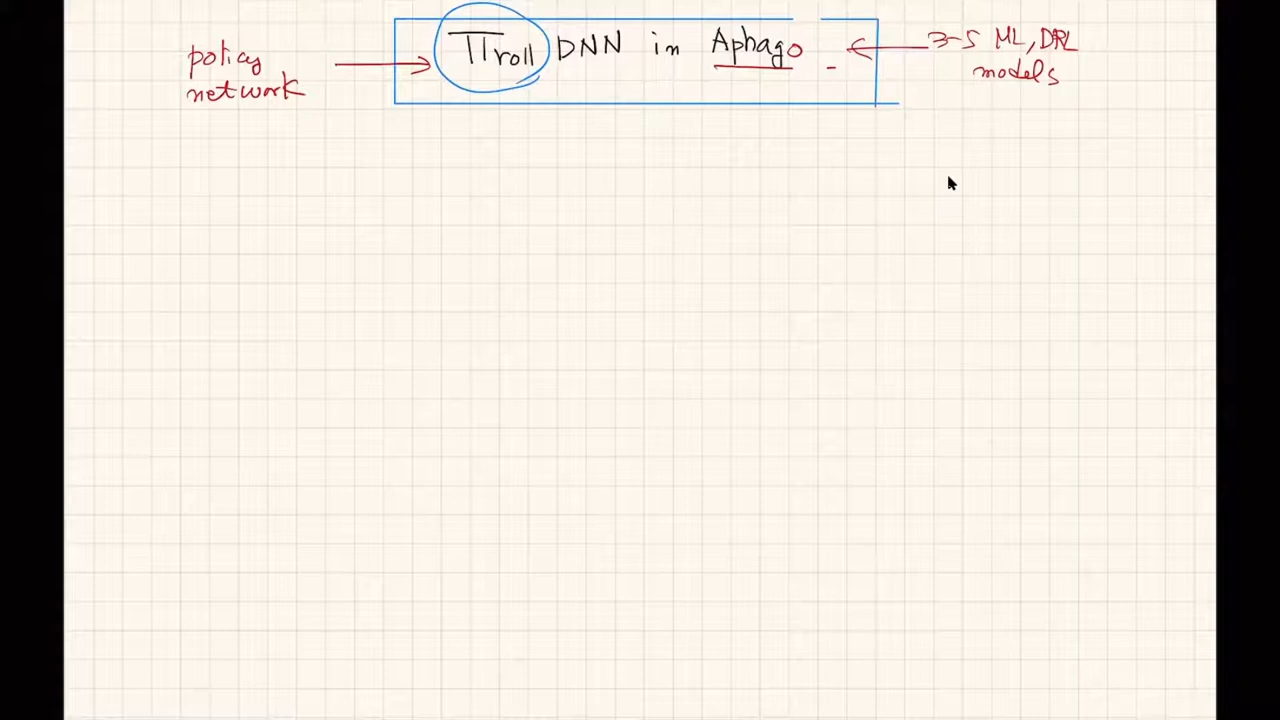 policy
network
Πroll DNN in Aphago
3-5 ML, DRL
models